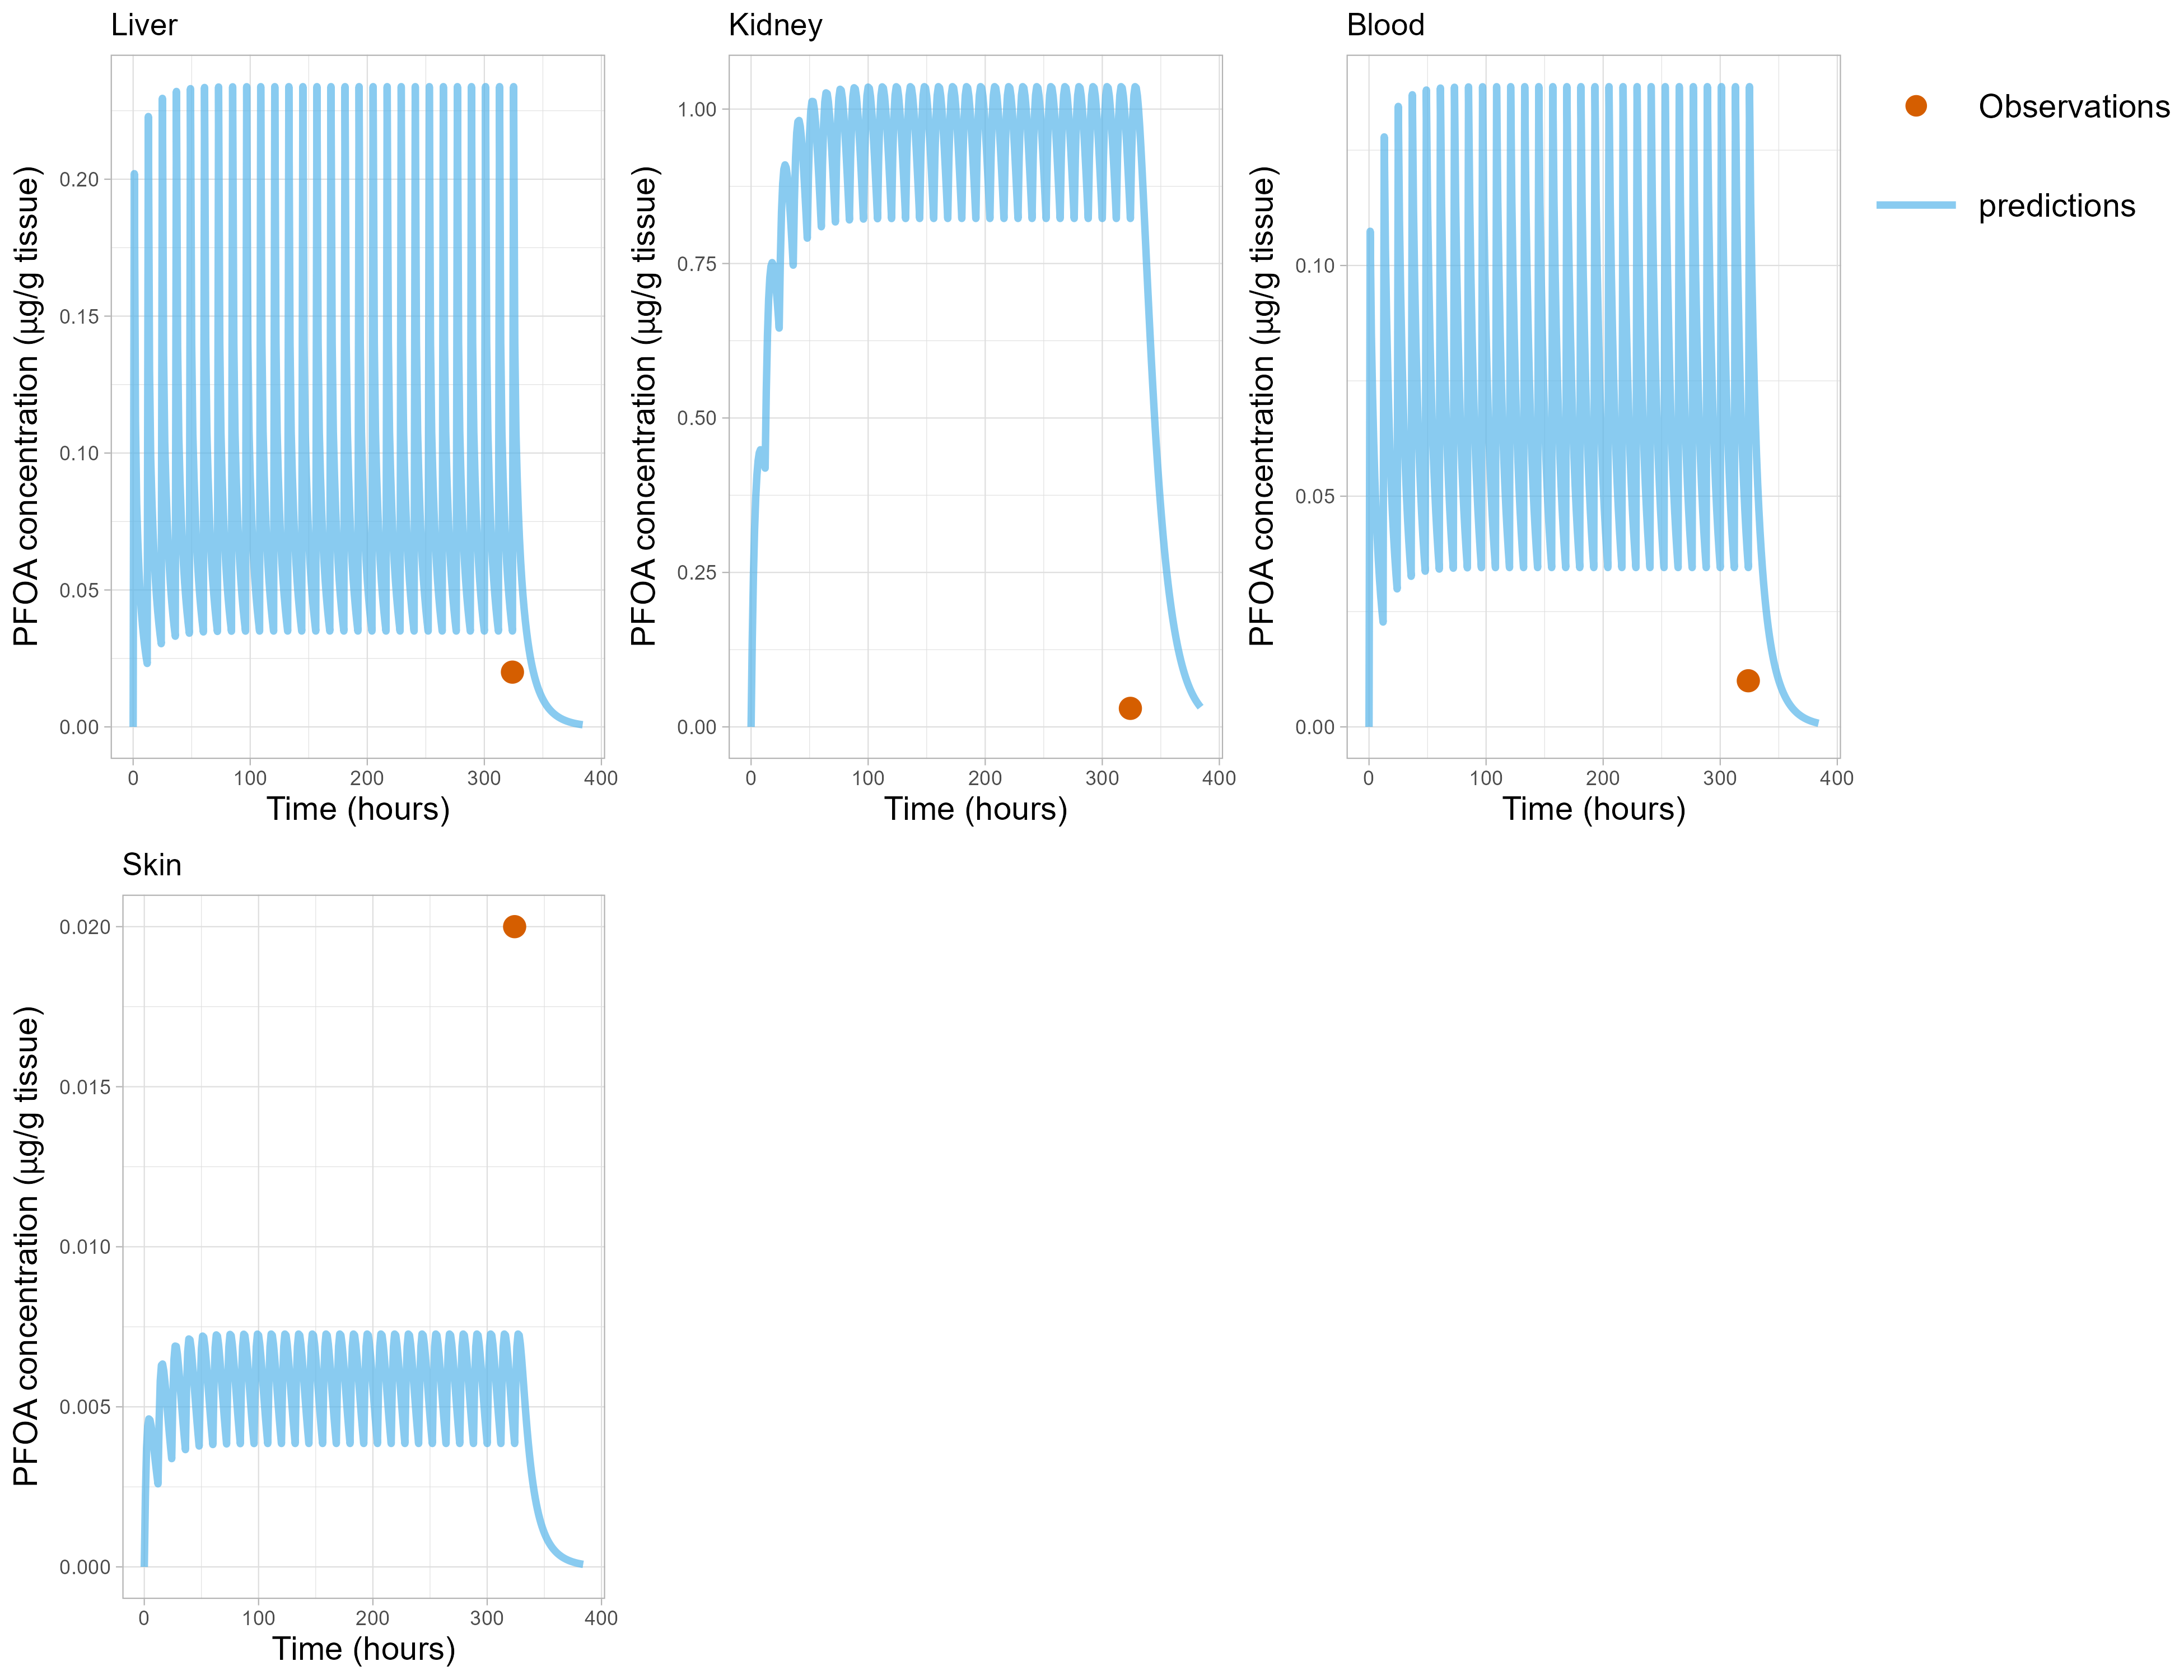 Liver
Kidney
Blood
PFOA concentration (µg/g tissue)
0.20
0.15
0.10
0.05
0.00
0 100 200 300 400
Time (hours)
PFOA concentration (µg/g tissue)
1.00
0.75
0.50
0.25
0.00
0 100 200 300 400
Time (hours)
PFOA concentration (µg/g tissue)
0.10
0.05
0.00
0 100 200 300 400
Time (hours)
Observations
predictions
Skin
PFOA concentration (µg/g tissue)
0.020
0.015
0.010
0.005
0.000
0 100 200 300 400
Time (hours)